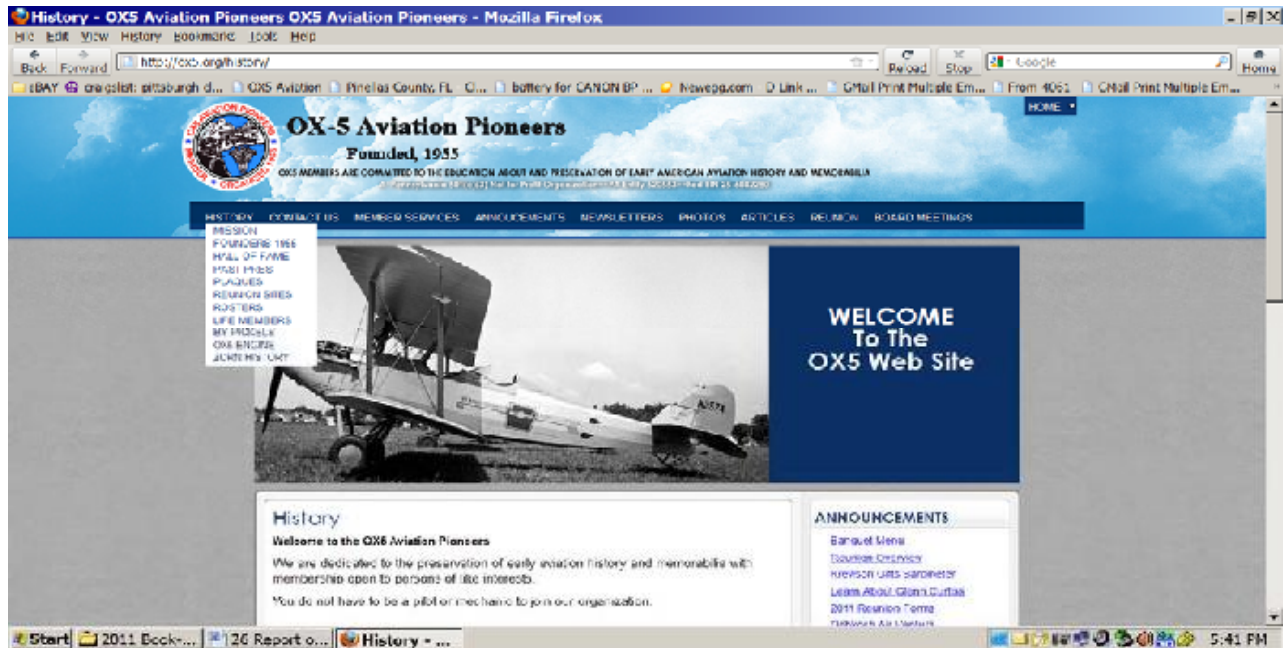 History - OX5 Aviation Pioneers OX5 Aviation Pioneers - Mozilla Firefox
File Edit View History Bookmarks Tools Help
Back Forward http://ox5.org/history/ Reload Stop Google Home
eBAY craigslist: pittsburgh d... OX5 Aviation Pinellas County, FL battery for CANON BP ... Newegg.com D Link ... GMail Print Multiple Em... From 4061 GMail Print Multiple Em...
HOME
OX-5 Aviation Pioneers
Founded, 1955
OX5 MEMBERS ARE COMMITTED TO THE EDUCATION ABOUT AND PRESERVATION OF EARLY AMERICAN AVIATION HISTORY AND MEMORABILIA
HISTORY CONTACT US MEMBER SERVICES ANNOUCEMENTS NEWSLETTERS PHOTOS ARTICLES REUNION BOARD MEETINGS
MISSION
FOUNDERS 1955
HALL OF FAME
PAST PRES
PLAQUES
REUNION SITES
ROSTERS
LIFE MEMBERS
OX5 ENGINE
WELCOME
To The
OX5 Web Site
History
Welcome to the OX5 Aviation Pioneers
We are dedicated to the preservation of early aviation history and memorabilia with
membership open to persons of like interests.
You do not have to be a pilot or mechanic to join our organization.
ANNOUNCEMENTS
Banquet Menu
Reunion Overview
Learn About Glenn Curtiss
2011 Reunion Forms
Start 2011 Book-... 26 Report o... History - ... 5:41 PM